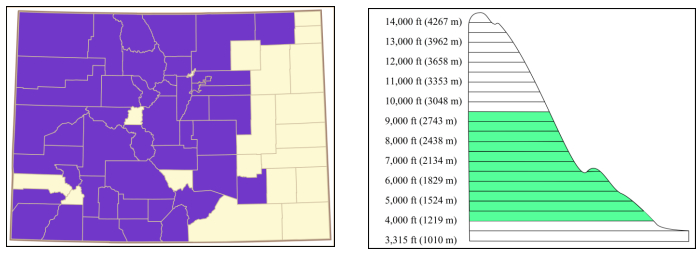 14,000 ft (4267 m)
13,000 ft (3962 m)
12,000 ft (3658 m)
11,000 ft (3353 m)
10,000 ft (3048 m)
9,000 ft (2743 m)
8,000 ft (2438 m)
7,000 ft (2134 m)
6,000 ft (1829 m)
5,000 ft (1524 m)
4,000 ft (1219 m)
3,315 ft (1010 m)